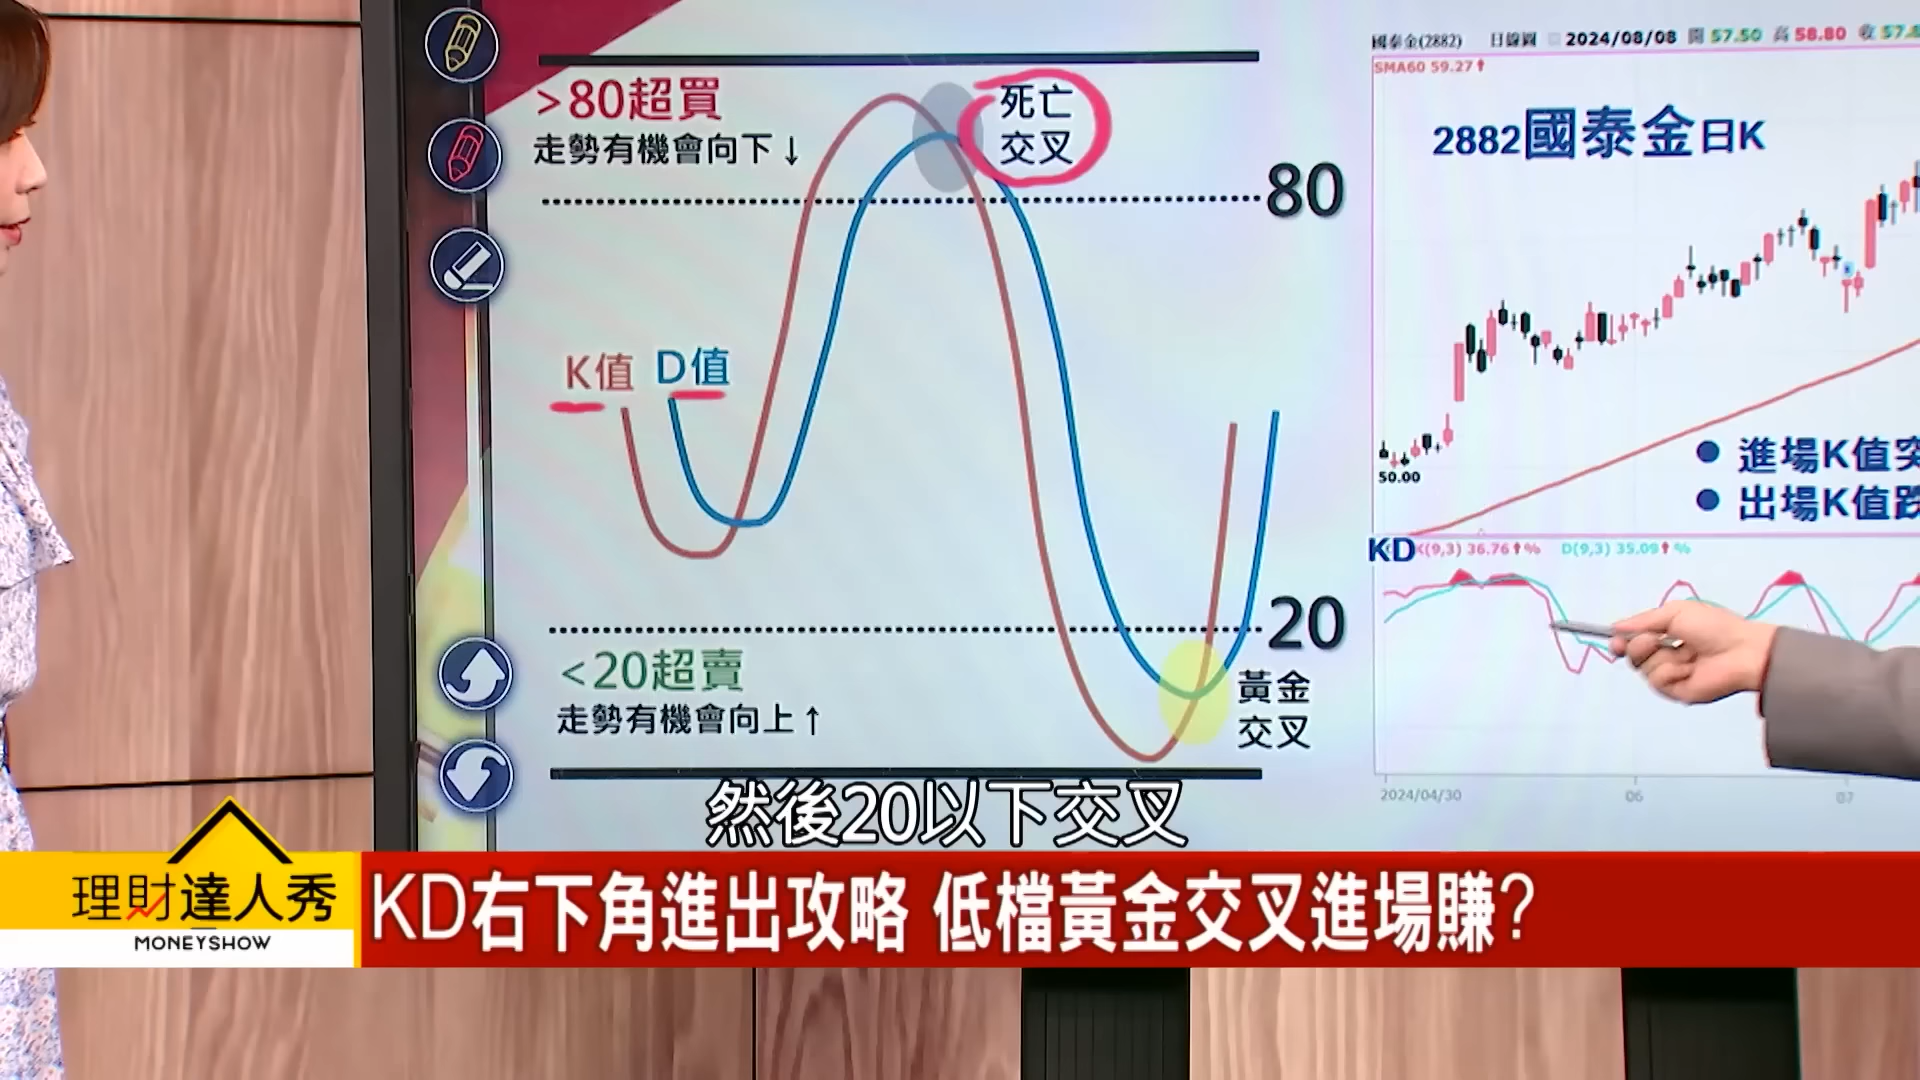 >80超買
走勢有機會向下↓
死亡
交叉
80
K值 D值
20
<20超賣
走勢有機會向上↑
黃金
交叉
國泰金(2882) 日線圖 2024/08/08 開 57.50 高 58.80 收 57.8
SMA60 59.27↑
2882國泰金日K
50.00
● 進場K值突
● 出場K值跌
KD K(9,3) 36.76↑% D(9,3) 35.09↑%
2024/04/30 06 07
然後20以下交叉
理財達人秀
MONEYSHOW
KD右下角進出攻略 低檔黃金交叉進場賺?